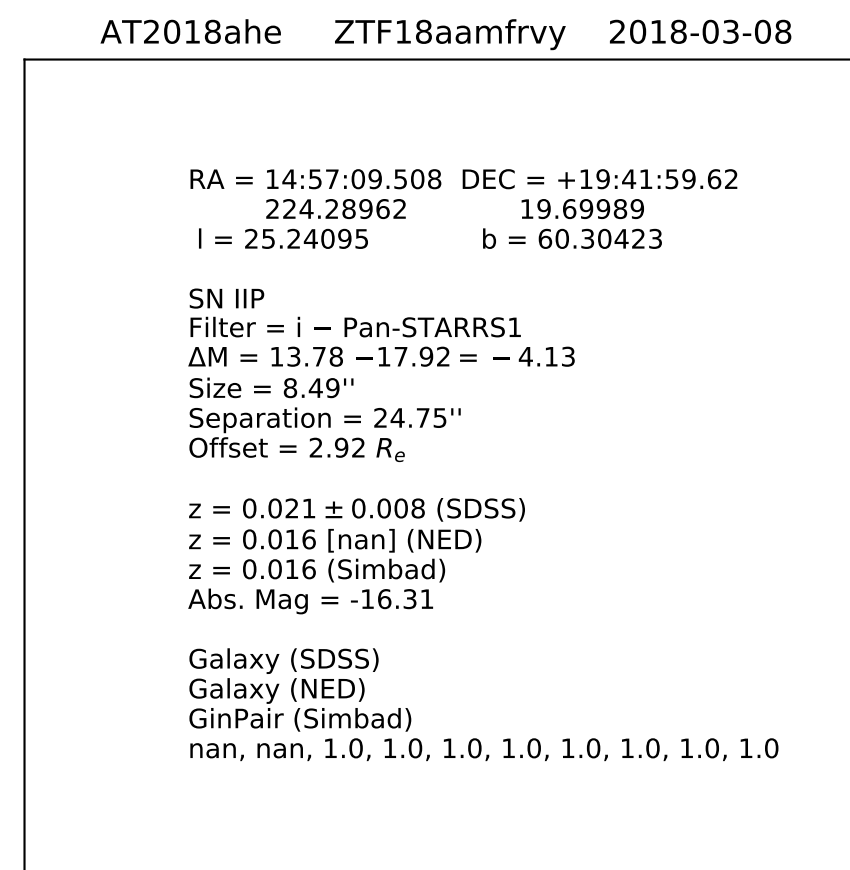 AT2018ahe ZTF18aamfrvy 2018-03-08
RA = 14:57:09.508 DEC = +19:41:59.62
224.28962 19.69989
l = 25.24095 b = 60.30423
SN IIP
Filter = i − Pan-STARRS1
ΔM = 13.78 −17.92 = − 4.13
Size = 8.49''
Separation = 24.75''
Offset = 2.92 Rₑ
z = 0.021 ± 0.008 (SDSS)
z = 0.016 [nan] (NED)
z = 0.016 (Simbad)
Abs. Mag = -16.31
Galaxy (SDSS)
Galaxy (NED)
GinPair (Simbad)
nan, nan, 1.0, 1.0, 1.0, 1.0, 1.0, 1.0, 1.0, 1.0